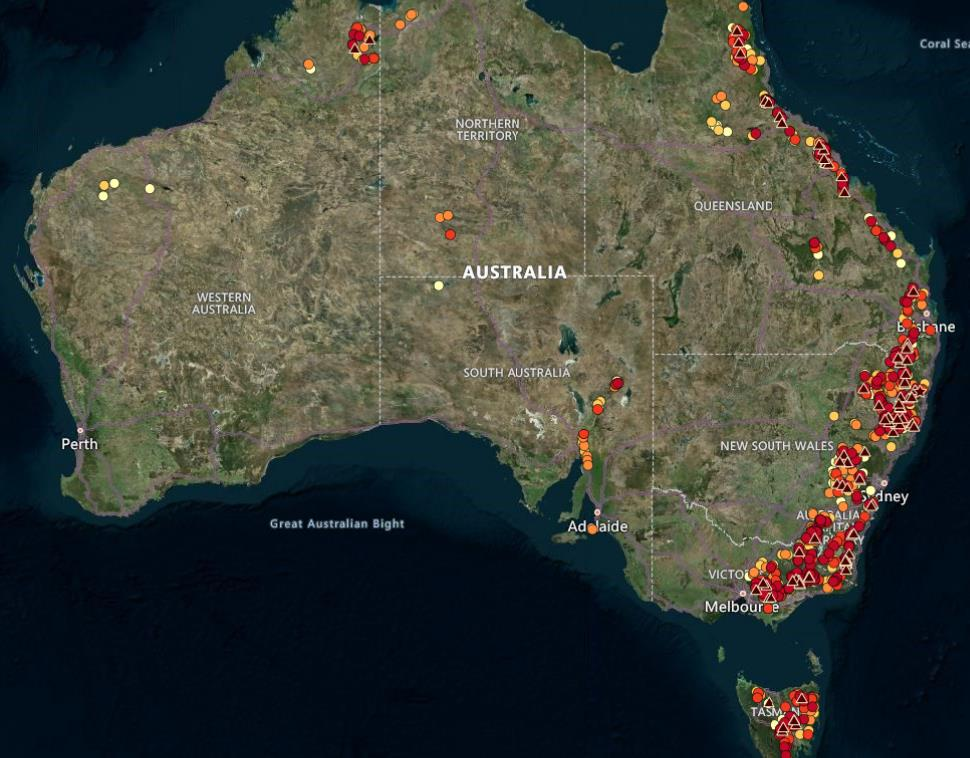 Coral Sea
NORTHERN
TERRITORY
QUEENSLAND
AUSTRALIA
WESTERN
AUSTRALIA
Brisbane
SOUTH AUSTRALIA
Perth
NEW SOUTH WALES
Great Australian Bight
Adelaide
Melbourne